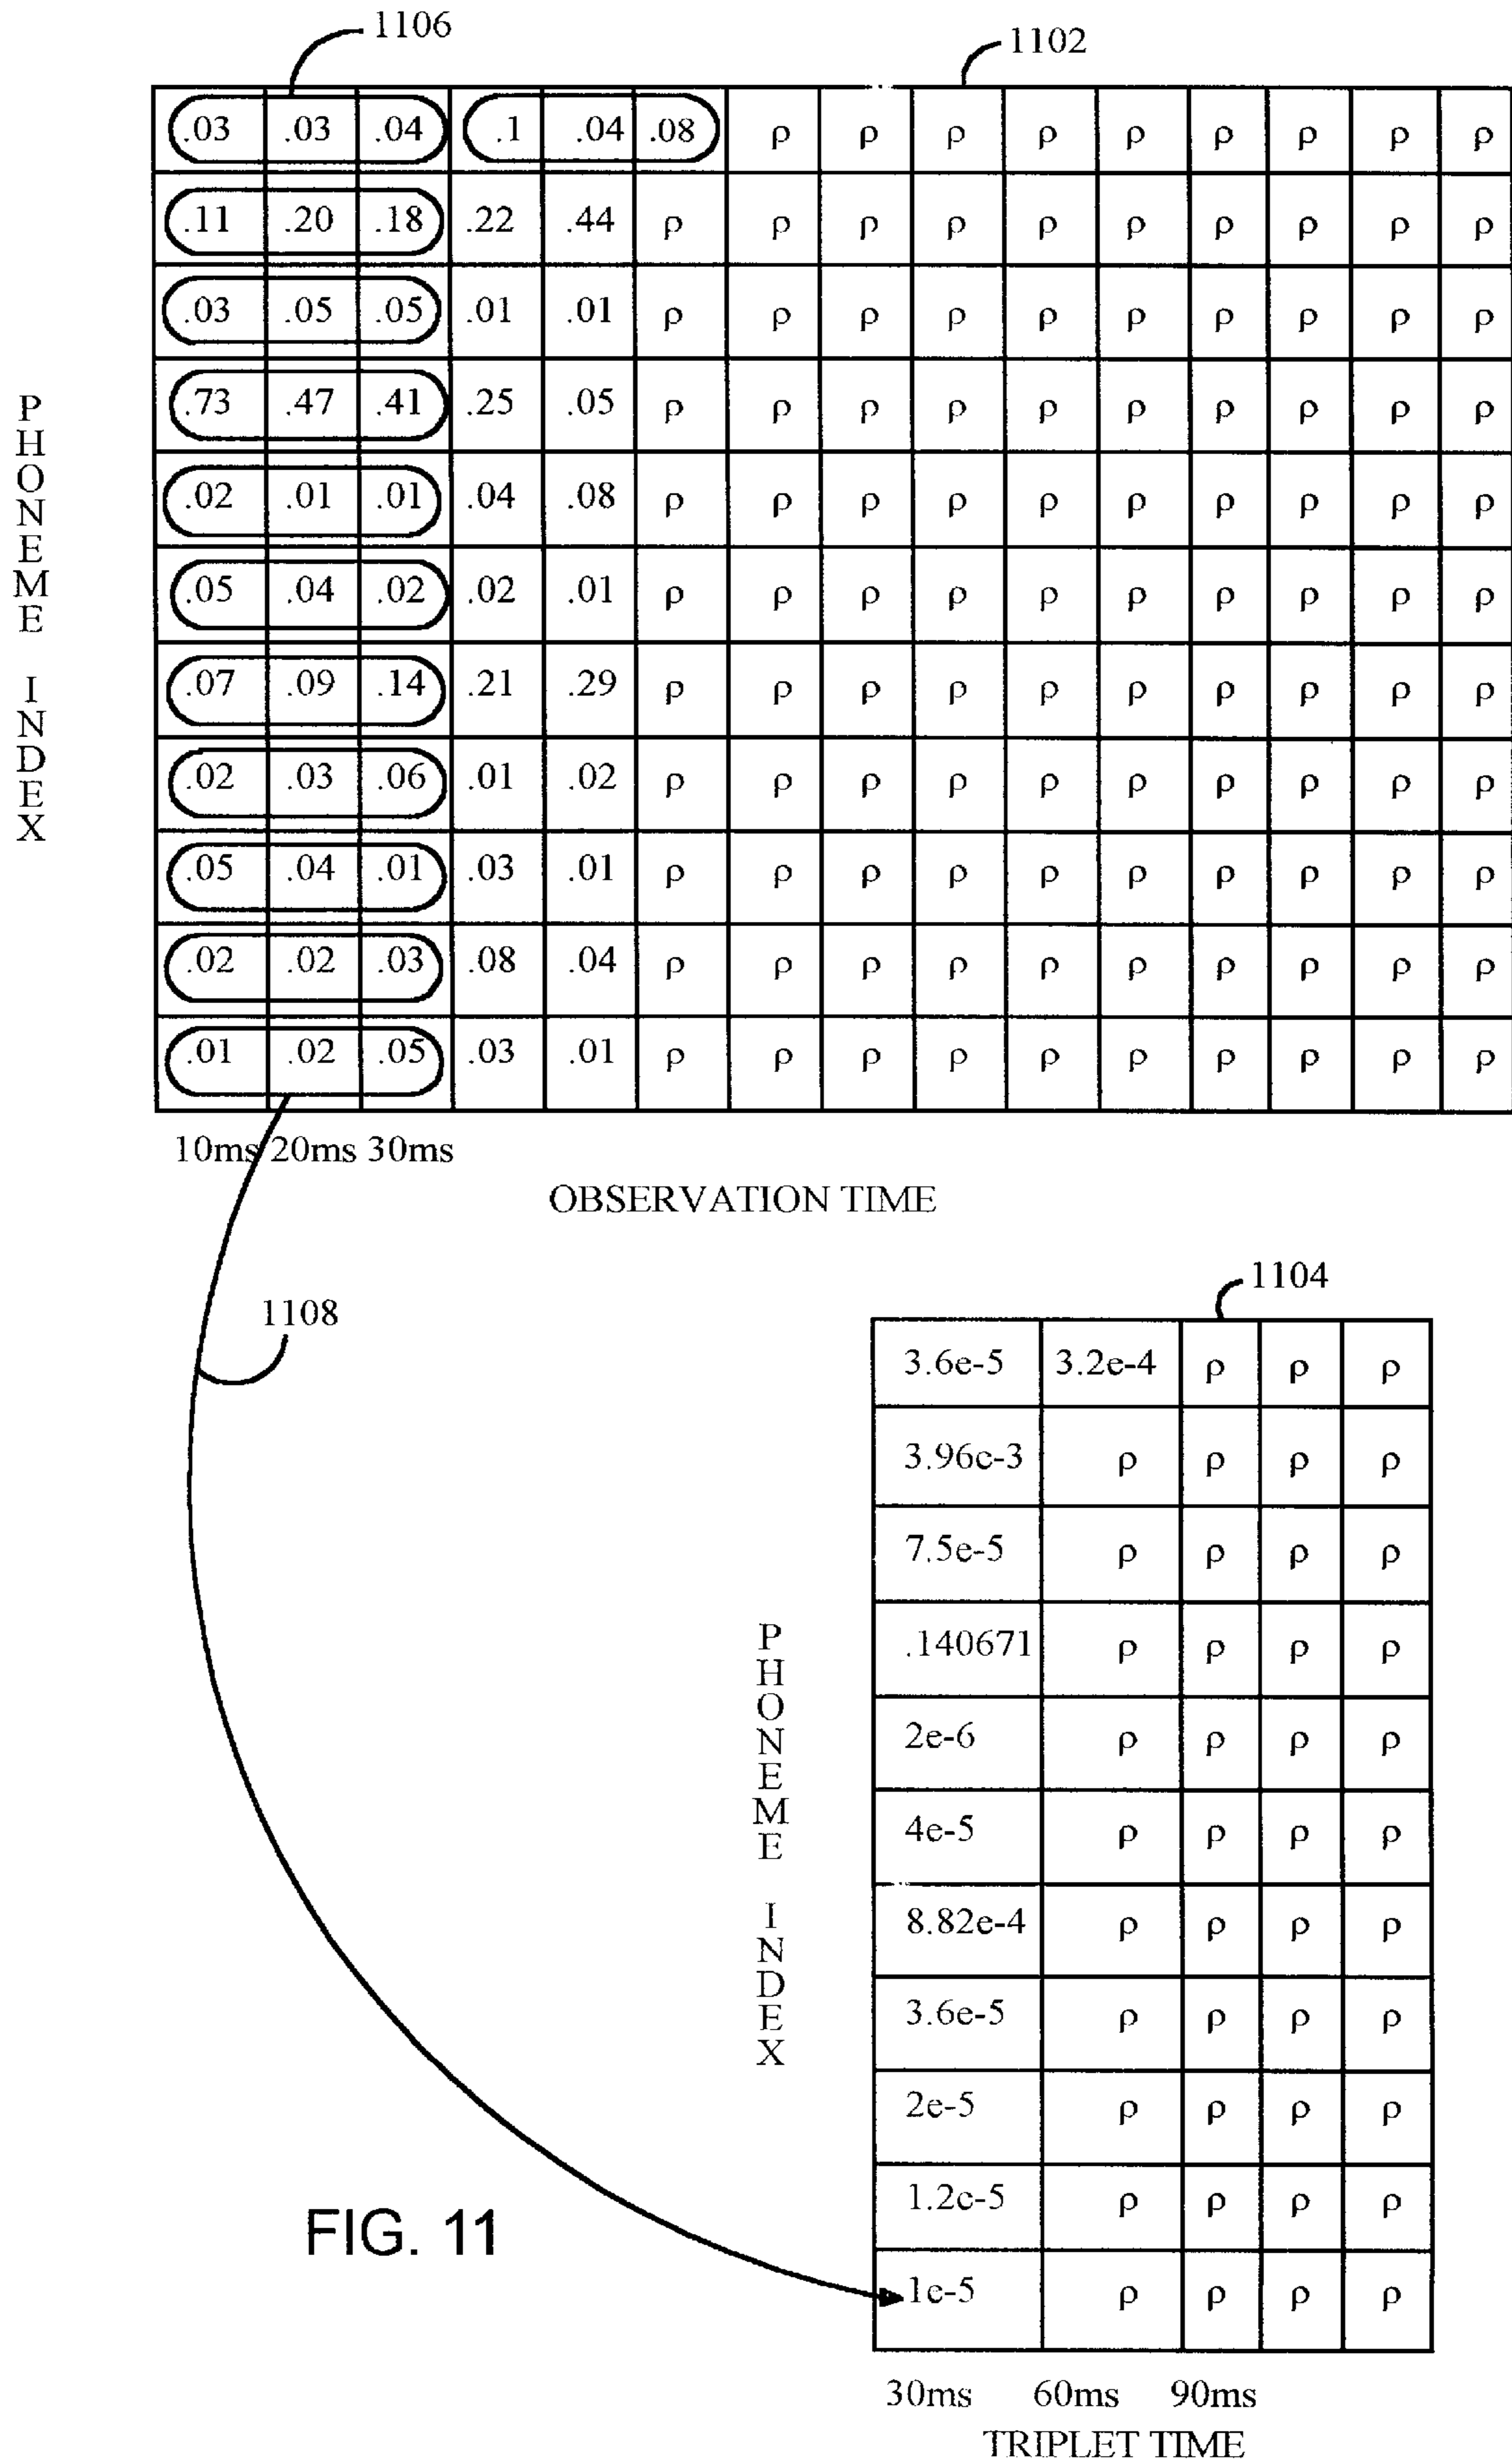 1106
1102
.03 .03 .04 .1 .04 .08 ρ ρ ρ ρ ρ ρ ρ ρ ρ
.11 .20 .18 .22 .44 ρ ρ ρ ρ ρ ρ ρ ρ ρ ρ
.03 .05 .05 .01 .01 ρ ρ ρ ρ ρ ρ ρ ρ ρ ρ
.73 .47 .41 .25 .05 ρ ρ ρ ρ ρ ρ ρ ρ ρ ρ
.02 .01 .01 .04 .08 ρ ρ ρ ρ ρ ρ ρ ρ ρ ρ
.05 .04 .02 .02 .01 ρ ρ ρ ρ ρ ρ ρ ρ ρ ρ
.07 .09 .14 .21 .29 ρ ρ ρ ρ ρ ρ ρ ρ ρ ρ
.02 .03 .06 .01 .02 ρ ρ ρ ρ ρ ρ ρ ρ ρ ρ
.05 .04 .01 .03 .01 ρ ρ ρ ρ ρ ρ ρ ρ ρ ρ
.02 .02 .03 .08 .04 ρ ρ ρ ρ ρ ρ ρ ρ ρ ρ
.01 .02 .05 .03 .01 ρ ρ ρ ρ ρ ρ ρ ρ ρ ρ
PHONEME INDEX
10ms 20ms 30ms
OBSERVATION TIME
1108
1104
3.6e-5 3.2e-4 ρ ρ ρ
3.96e-3 ρ ρ ρ ρ
7.5e-5 ρ ρ ρ ρ
.140671 ρ ρ ρ ρ
2e-6 ρ ρ ρ ρ
4e-5 ρ ρ ρ ρ
8.82e-4 ρ ρ ρ ρ
3.6e-5 ρ ρ ρ ρ
2e-5 ρ ρ ρ ρ
1.2e-5 ρ ρ ρ ρ
1e-5 ρ ρ ρ ρ
PHONEME INDEX
30ms 60ms 90ms
TRIPLET TIME
FIG. 11